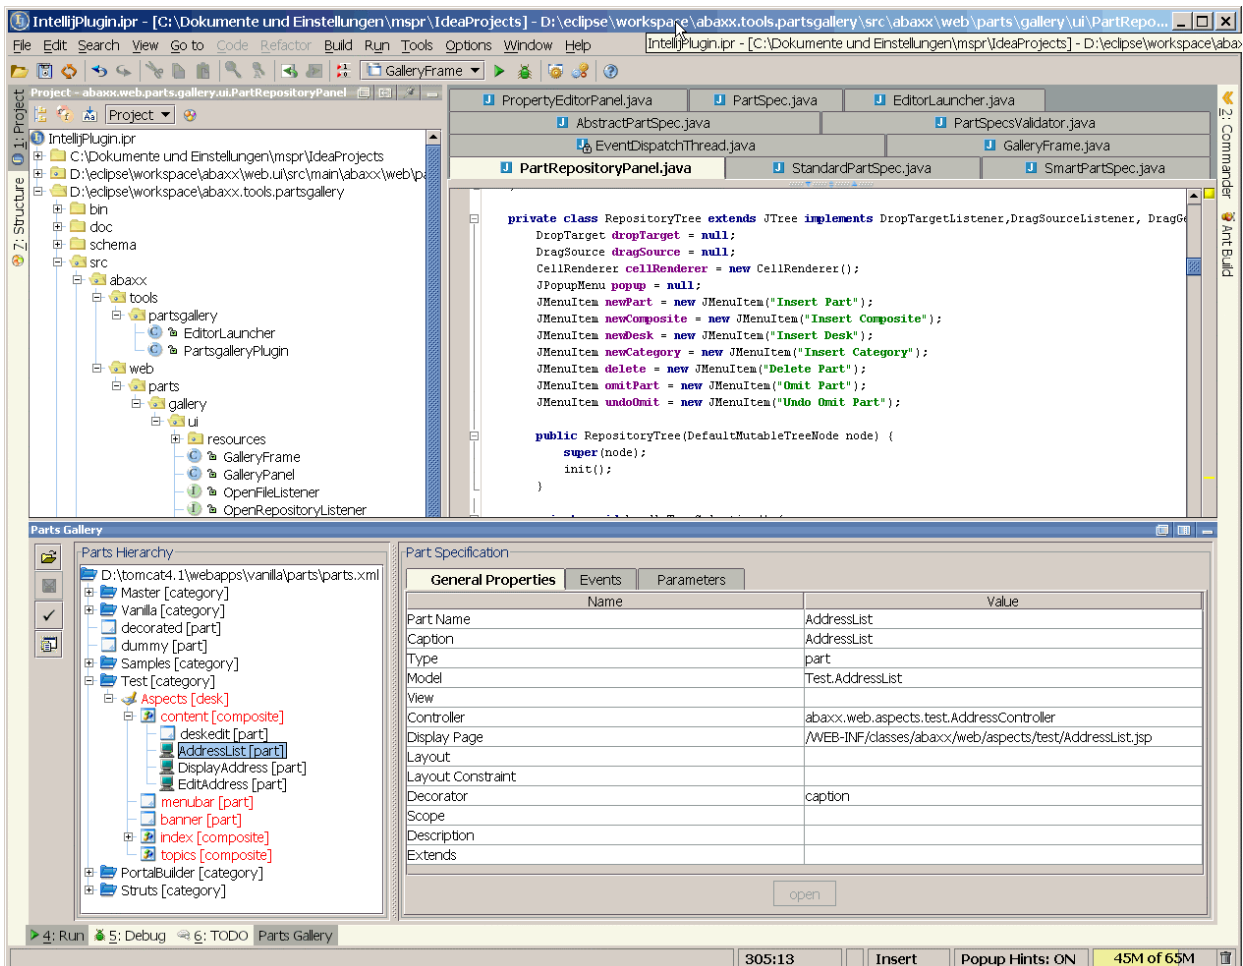 IntellijPlugin.ipr - [C:\Dokumente und Einstellungen\mspr\IdeaProjects] - D:\eclipse\workspace\abaxx.tools.partsgallery\src\abaxx\web\parts\gallery\ui\PartRepo...
File Edit Search View Go to Code Refactor Build Run Tools Options Window Help
IntellijPlugin.ipr - [C:\Dokumente und Einstellungen\mspr\IdeaProjects] - D:\eclipse\workspace\aba
GalleryFrame
Project - abaxx.web.parts.gallery.ui.PartRepositoryPanel
Project
1: Project
7: Structure
IntellijPlugin.ipr
C:\Dokumente und Einstellungen\mspr\IdeaProjects
D:\eclipse\workspace\abaxx\web.ui\src\main\abaxx\web\pa
D:\eclipse\workspace\abaxx.tools.partsgallery
bin
doc
schema
src
abaxx
tools
partsgallery
EditorLauncher
PartsgalleryPlugin
web
parts
gallery
ui
resources
GalleryFrame
GalleryPanel
OpenFileListener
OpenRepositoryListener
PropertyEditorPanel.java PartSpec.java EditorLauncher.java
AbstractPartSpec.java PartSpecsValidator.java
EventDispatchThread.java GalleryFrame.java
PartRepositoryPanel.java StandardPartSpec.java SmartPartSpec.java
private class RepositoryTree extends JTree implements DropTargetListener,DragSourceListener, DragGe
DropTarget dropTarget = null;
DragSource dragSource = null;
CellRenderer cellRenderer = new CellRenderer();
JPopupMenu popup = null;
JMenuItem newPart = new JMenuItem("Insert Part");
JMenuItem newComposite = new JMenuItem("Insert Composite");
JMenuItem newDesk = new JMenuItem("Insert Desk");
JMenuItem newCategory = new JMenuItem("Insert Category");
JMenuItem delete = new JMenuItem("Delete Part");
JMenuItem omitPart = new JMenuItem("Omit Part");
JMenuItem undoOmit = new JMenuItem("Undo Omit Part");
public RepositoryTree(DefaultMutableTreeNode node) {
super(node);
init();
}
2: Commander
Ant Build
Parts Gallery
Parts Hierarchy
D:\tomcat4.1\webapps\vanilla\parts\parts.xml
Master [category]
Vanilla [category]
decorated [part]
dummy [part]
Samples [category]
Test [category]
Aspects [desk]
content [composite]
deskedit [part]
AddressList [part]
DisplayAddress [part]
EditAddress [part]
menubar [part]
banner [part]
index [composite]
topics [composite]
PortalBuilder [category]
Struts [category]
Part Specification
General Properties Events Parameters
Name Value
Part Name AddressList
Caption AddressList
Type part
Model Test.AddressList
View
Controller abaxx.web.aspects.test.AddressController
Display Page /WEB-INF/classes/abaxx/web/aspects/test/AddressList.jsp
Layout
Layout Constraint
Decorator caption
Scope
Description
Extends
open
4: Run 5: Debug 6: TODO Parts Gallery
305:13 Insert Popup Hints: ON 45M of 65M